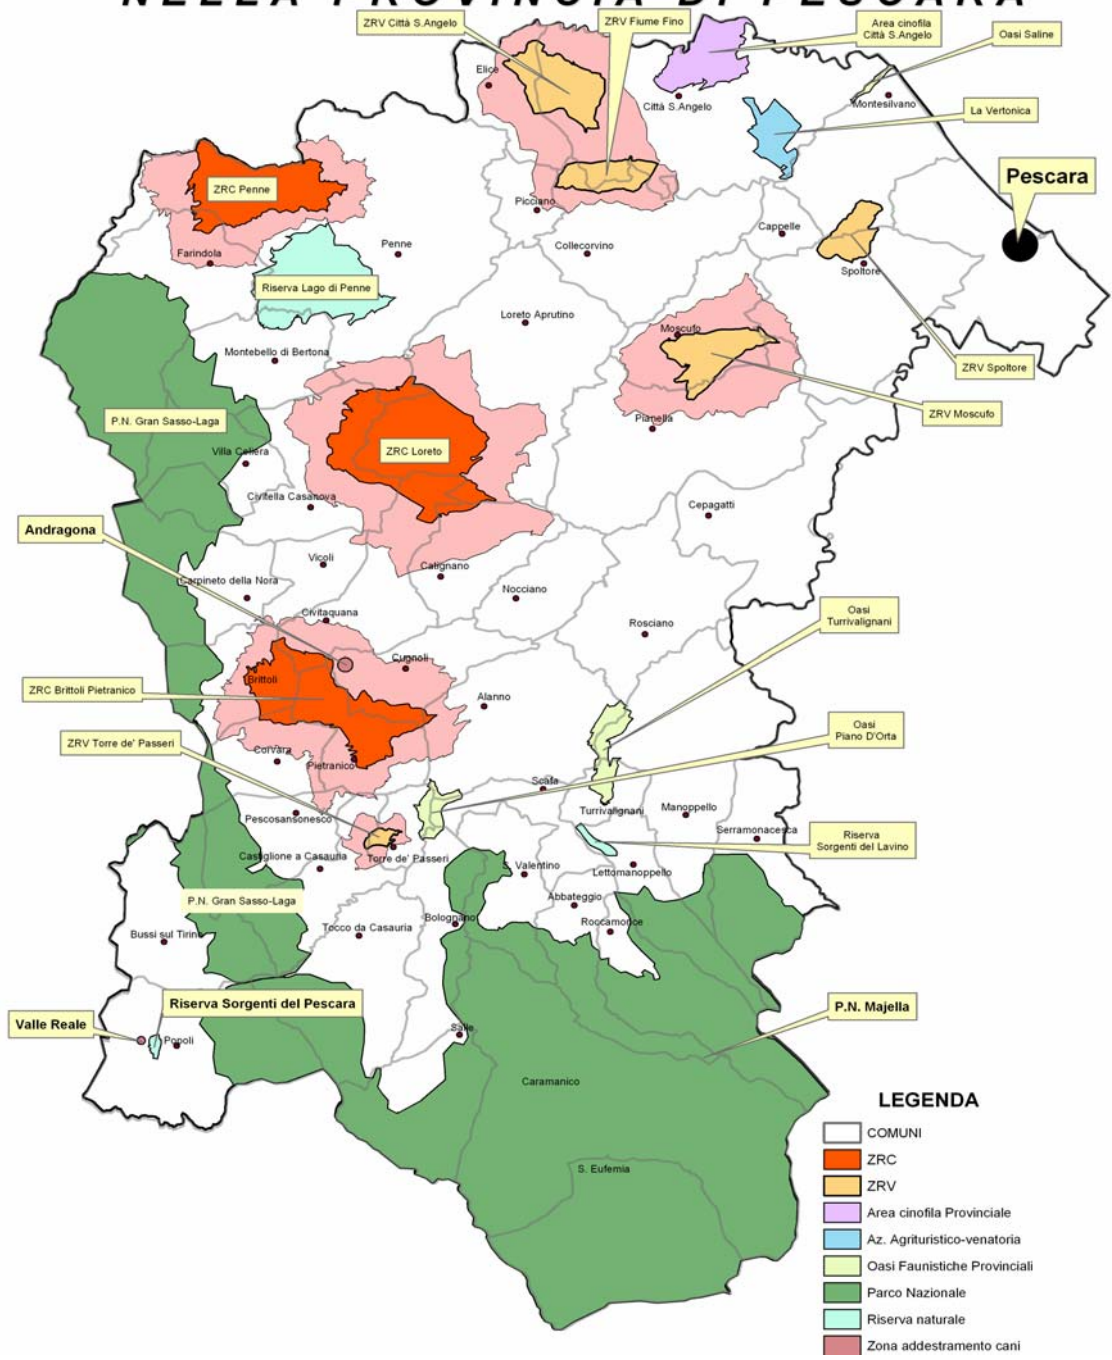 NELLA PROVINCIA DI PESCARA
ZRV Città S.Angelo
ZRV Fiume Fino
Area cinofila
Città S.Angelo
Oasi Saline
Elice
Città S.Angelo
Montesilvano
La Vertonica
Pescara
ZRC Penne
Picciano
Cappelle
Farindola
Penne
Collecorvino
Spoltore
Riserva Lago di Penne
Loreto Aprutino
Moscufo
Montebello di Bertona
ZRV Spoltore
ZRV Moscufo
P.N. Gran Sasso-Laga
Pianella
Villa Celiera
ZRC Loreto
Civitella Casanova
Cepagatti
Andragona
Vicoli
Catignano
Carpineto della Nora
Nocciano
Civitaquana
Oasi
Turrivalignani
Rosciano
Cugnoli
Brittoli
ZRC Brittoli Pietranico
Alanno
Oasi
Piano D'Orta
ZRV Torre de' Passeri
Corvara
Pietranico
Scafa
Turrivalignani
Manoppello
Pescosansonesco
Serramonacesca
Riserva
Sorgenti del Lavino
Castiglione a Casauria
Torre de' Passeri
S. Valentino
Lettomanoppello
P.N. Gran Sasso-Laga
Abbateggio
Bolognano
Roccamorice
Tocco da Casauria
Bussi sul Tirino
Riserva Sorgenti del Pescara
P.N. Majella
Valle Reale
Popoli
Salle
Caramanico
S. Eufemia
LEGENDA
COMUNI
ZRC
ZRV
Area cinofila Provinciale
Az. Agrituristico-venatoria
Oasi Faunistiche Provinciali
Parco Nazionale
Riserva naturale
Zona addestramento cani